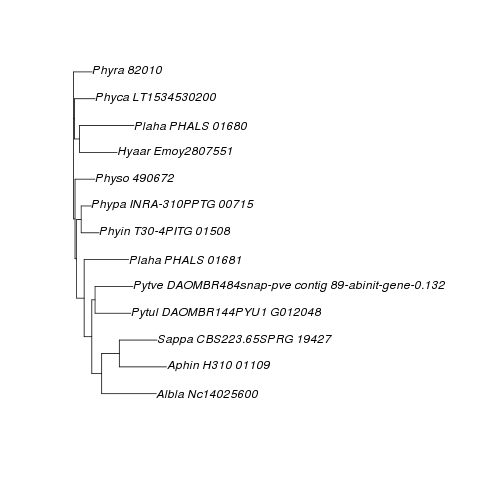 Phyra 82010
Phyca LT1534530200
Plaha PHALS 01680
Hyaar Emoy2807551
Physo 490672
Phypa INRA-310PPTG 00715
Phyin T30-4PITG 01508
Plaha PHALS 01681
Pytve DAOMBR484snap-pve contig 89-abinit-gene-0.132
Pytul DAOMBR144PYU1 G012048
Sappa CBS223.65SPRG 19427
Aphin H310 01109
Albla Nc14025600